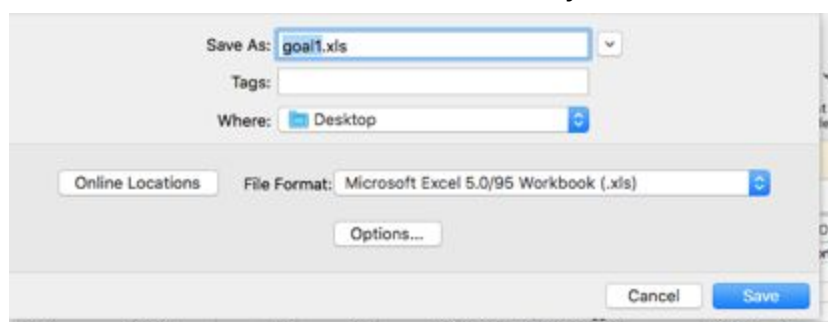 Save As: goal1.xls
Tags:
Where: Desktop
Online Locations File Format: Microsoft Excel 5.0/95 Workbook (.xls)
Options...
Cancel Save